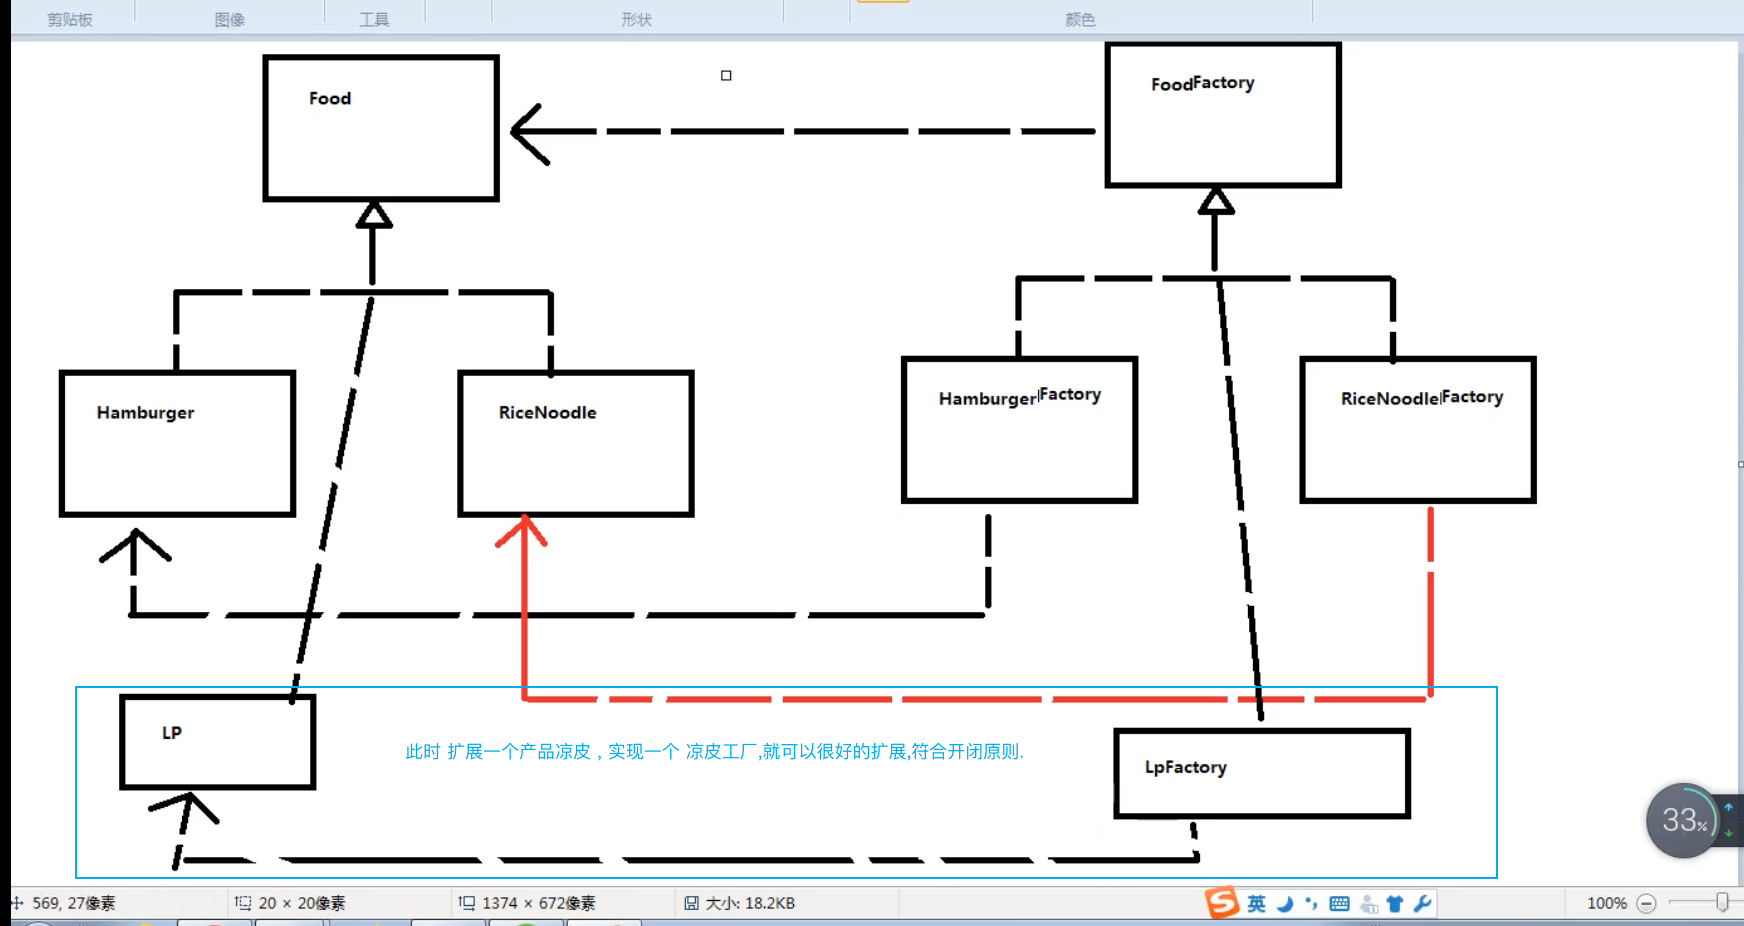 剪贴板 图像 工具 形状 颜色
Food
FoodFactory
Hamburger
RiceNoodle
HamburgerFactory
RiceNoodleFactory
LP
此时 扩展一个产品凉皮 , 实现一个 凉皮工厂,就可以很好的扩展,符合开闭原则.
LpFactory
33%
569, 27像素 20 × 20像素 1374 × 672像素 大小: 18.2KB 英 100%